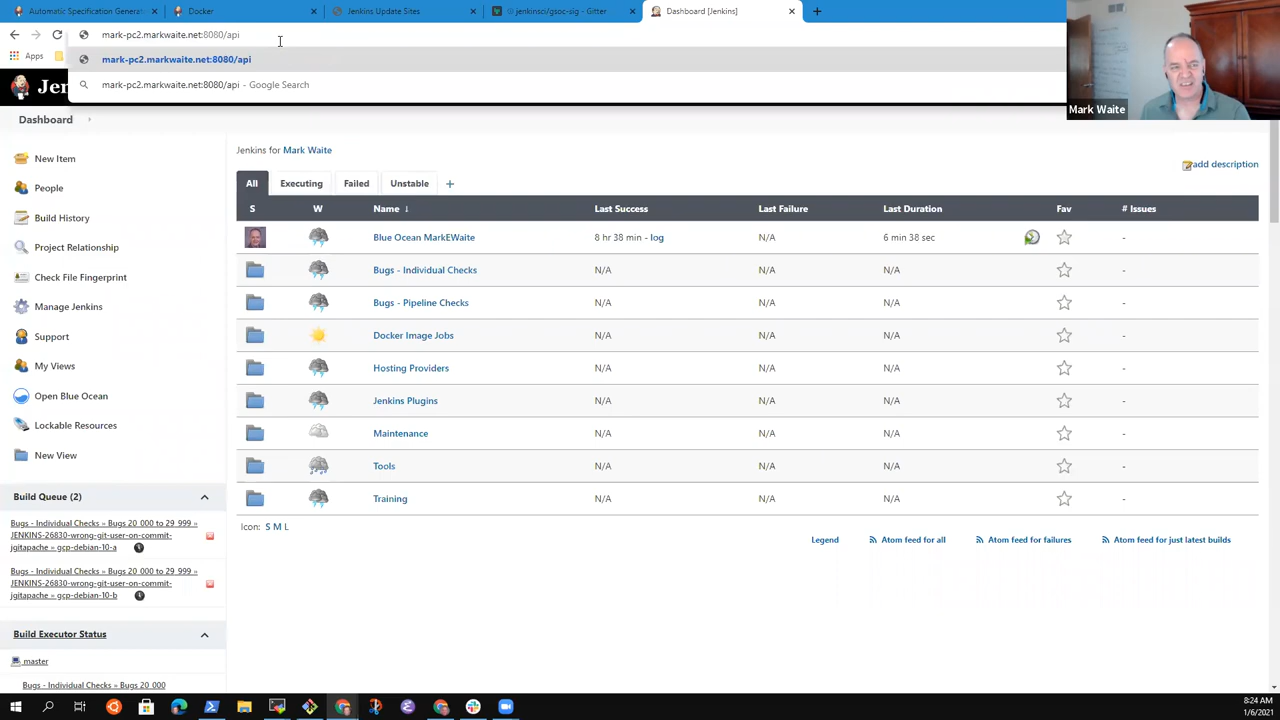 Automatic Specification Generat
Docker
Jenkins Update Sites
jenkinsci/gsoc-sig - Gitter
Dashboard [Jenkins]
mark-pc2.markwaite.net:8080/api
Apps
mark-pc2.markwaite.net:8080/api
mark-pc2.markwaite.net:8080/api - Google Search
Jen
Mark Waite
Dashboard
New Item
People
Build History
Project Relationship
Check File Fingerprint
Manage Jenkins
Support
My Views
Open Blue Ocean
Lockable Resources
New View
Build Queue (2)
Bugs - Individual Checks » Bugs 20 000 to 29 999 »
JENKINS-26830-wrong-git-user-on-commit-
jgitapache » gcp-debian-10-a
Bugs - Individual Checks » Bugs 20 000 to 29 999 »
JENKINS-26830-wrong-git-user-on-commit-
jgitapache » gcp-debian-10-b
Build Executor Status
master
Bugs - Individual Checks » Bugs 20 000
Jenkins for Mark Waite
add description
All Executing Failed Unstable +
S W Name ↓ Last Success Last Failure Last Duration Fav # Issues
Blue Ocean MarkEWaite 8 hr 38 min - log N/A 6 min 38 sec -
Bugs - Individual Checks N/A N/A N/A -
Bugs - Pipeline Checks N/A N/A N/A -
Docker Image Jobs N/A N/A N/A -
Hosting Providers N/A N/A N/A -
Jenkins Plugins N/A N/A N/A -
Maintenance N/A N/A N/A -
Tools N/A N/A N/A -
Training N/A N/A N/A -
Icon: S M L
Legend Atom feed for all Atom feed for failures Atom feed for just latest builds
8:24 AM
1/6/2021